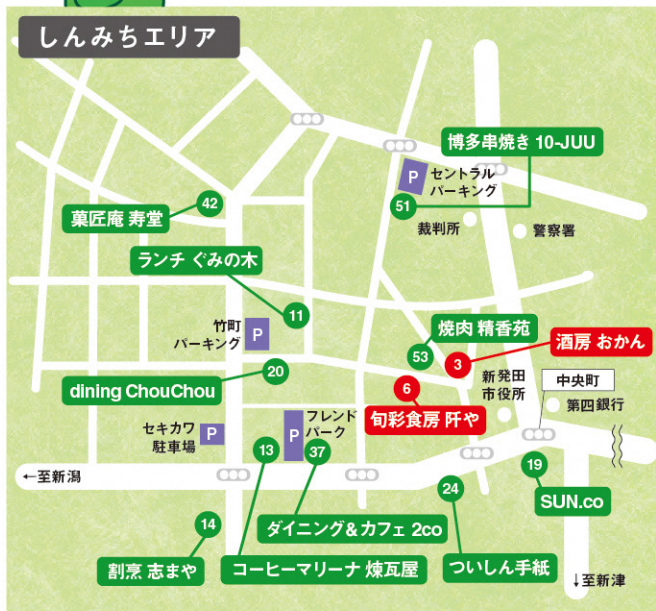 しんみちエリア
博多串焼き 10-JUU
P
セントラル
パーキング
51
裁判所
警察署
42
菓匠庵 寿堂
ランチ ぐみの木
11
竹町
パーキング
P
焼肉 精香苑
53
3
酒房 おかん
20
dining ChouChou
6
旬彩食房 阡や
新発田
市役所
中央町
第四銀行
セキカワ
駐車場
P
フレンド
パーク
P
13
37
←至新潟
24
19
SUN.co
14
ダイニング&カフェ 2co
割烹 志まや
コーヒーマリーナ 煉瓦屋
ついしん手紙
↓至新津